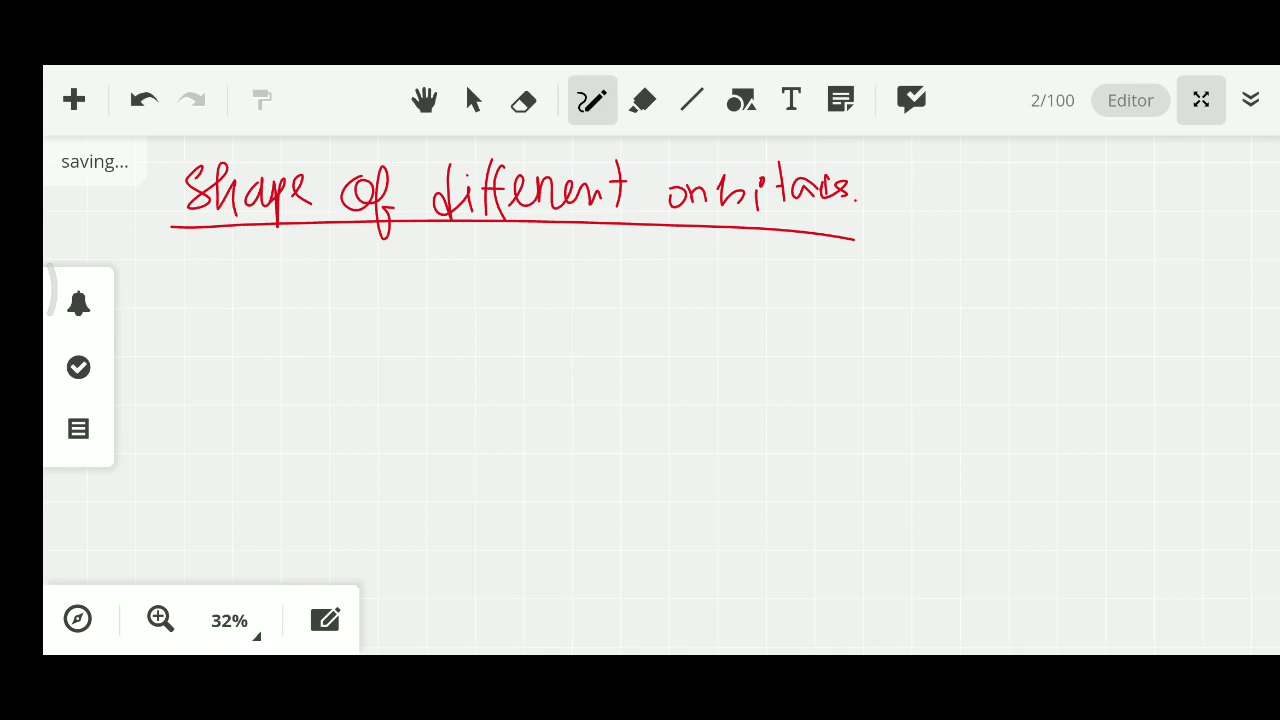 2/100 Editor
saving...
Shape of different orbitals.
32%